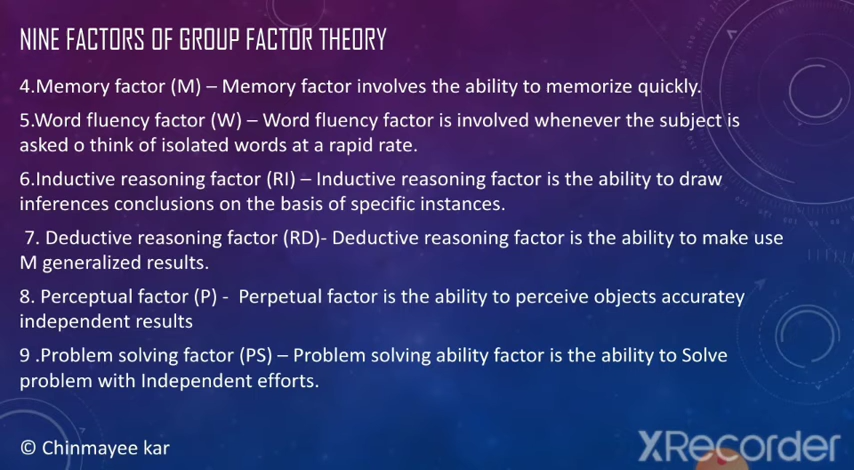 NINE FACTORS OF GROUP FACTOR THEORY
4.Memory factor (M) – Memory factor involves the ability to memorize quickly.
5.Word fluency factor (W) – Word fluency factor is involved whenever the subject is
asked o think of isolated words at a rapid rate.
6.Inductive reasoning factor (RI) – Inductive reasoning factor is the ability to draw
inferences conclusions on the basis of specific instances.
7. Deductive reasoning factor (RD)- Deductive reasoning factor is the ability to make use
M generalized results.
8. Perceptual factor (P) - Perpetual factor is the ability to perceive objects accuratey
independent results
9 .Problem solving factor (PS) – Problem solving ability factor is the ability to Solve
problem with Independent efforts.
© Chinmayee kar
XRecorder